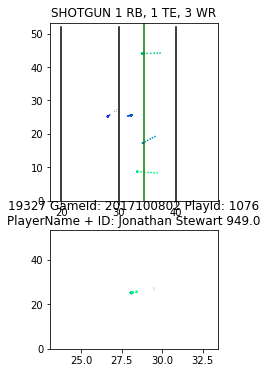 SHOTGUN 1 RB, 1 TE, 3 WR
50
40
30
20
10
0
20 30 40
19327 GameId: 2017100802 PlayId: 1076
PlayerName + ID: Jonathan Stewart 949.0
40
20
0
25.0 27.5 30.0 32.5